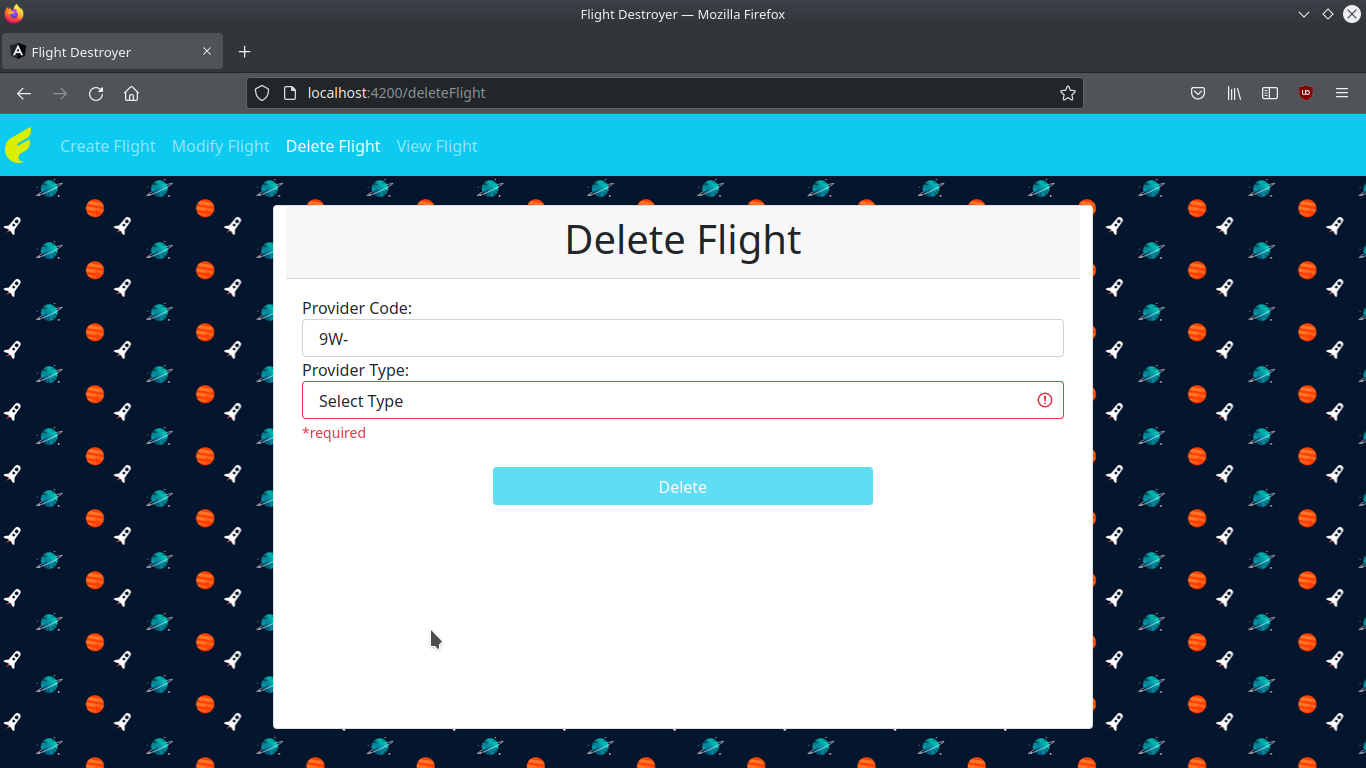 Flight Destroyer — Mozilla Firefox
Flight Destroyer
localhost:4200/deleteFlight
Create Flight Modify Flight Delete Flight View Flight
Delete Flight
Provider Code:
9W-
Provider Type:
Select Type
*required
Delete